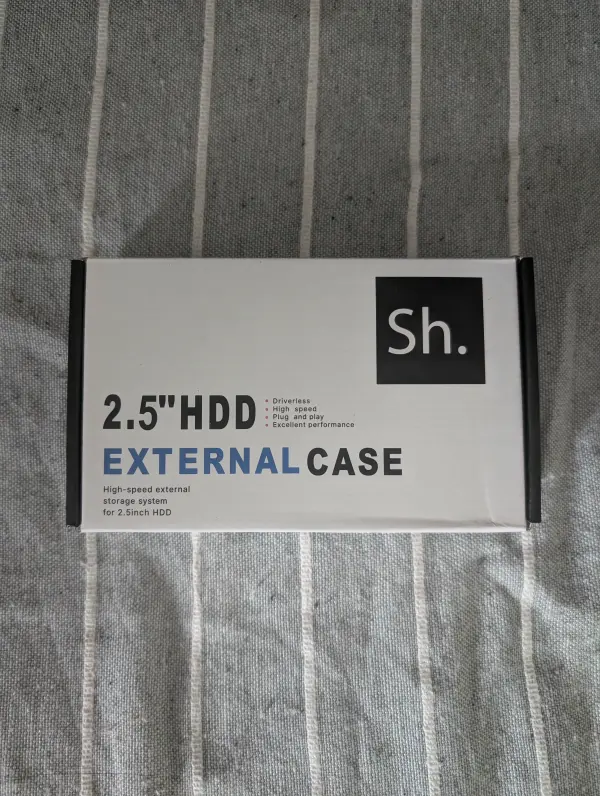 Sh.
2.5"HDD
• Driverless
• High speed
• Plug and play
• Excellent performance
EXTERNAL CASE
High-speed external
storage system
for 2.5inch HDD